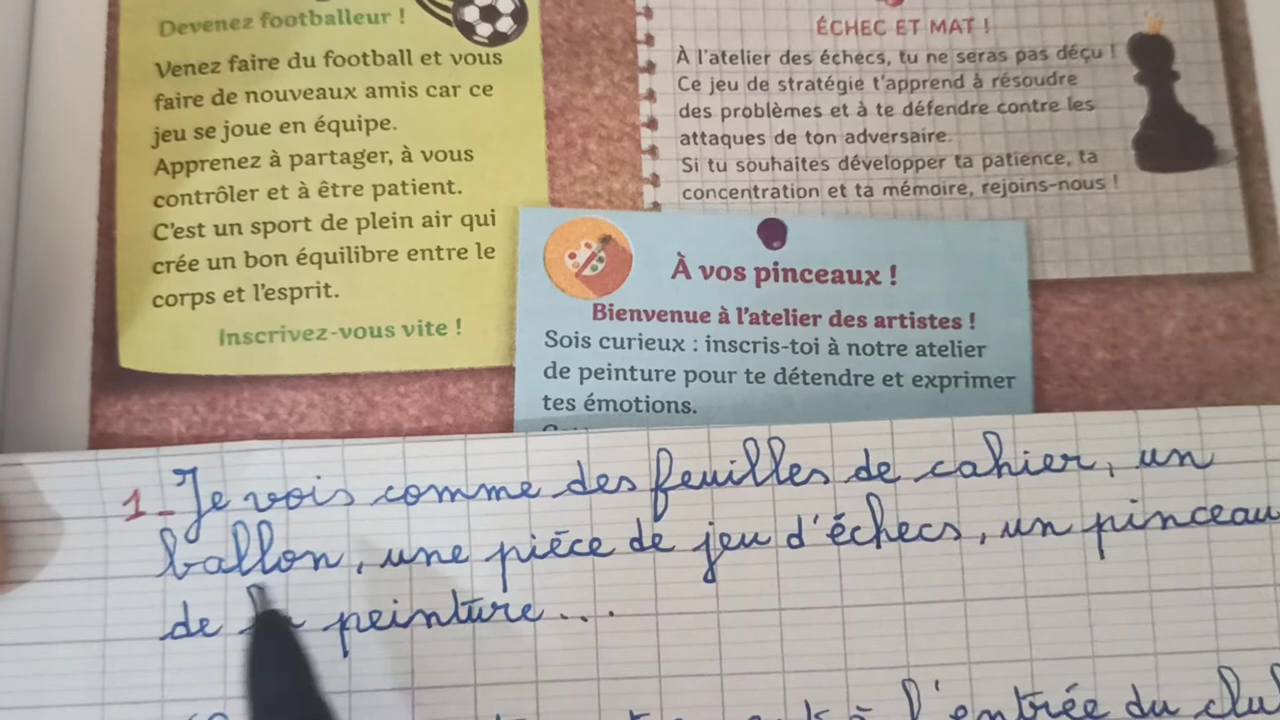 Devenez footballeur !
Venez faire du football et vous
faire de nouveaux amis car ce
jeu se joue en équipe.
Apprenez à partager, à vous
contrôler et à être patient.
C'est un sport de plein air qui
crée un bon équilibre entre le
corps et l'esprit.
Inscrivez-vous vite !
ÉCHEC ET MAT !
À l'atelier des échecs, tu ne seras pas déçu !
Ce jeu de stratégie t'apprend à résoudre
des problèmes et à te défendre contre les
attaques de ton adversaire.
Si tu souhaites développer ta patience, ta
concentration et ta mémoire, rejoins-nous !
À vos pinceaux !
Bienvenue à l'atelier des artistes !
Sois curieux : inscris-toi à notre atelier
de peinture pour te détendre et exprimer
tes émotions.
1_ Je vois comme des feuilles de cahier, un
ballon, une pièce de jeu d'échecs, un pinceau
de peinture...
l'entrée du